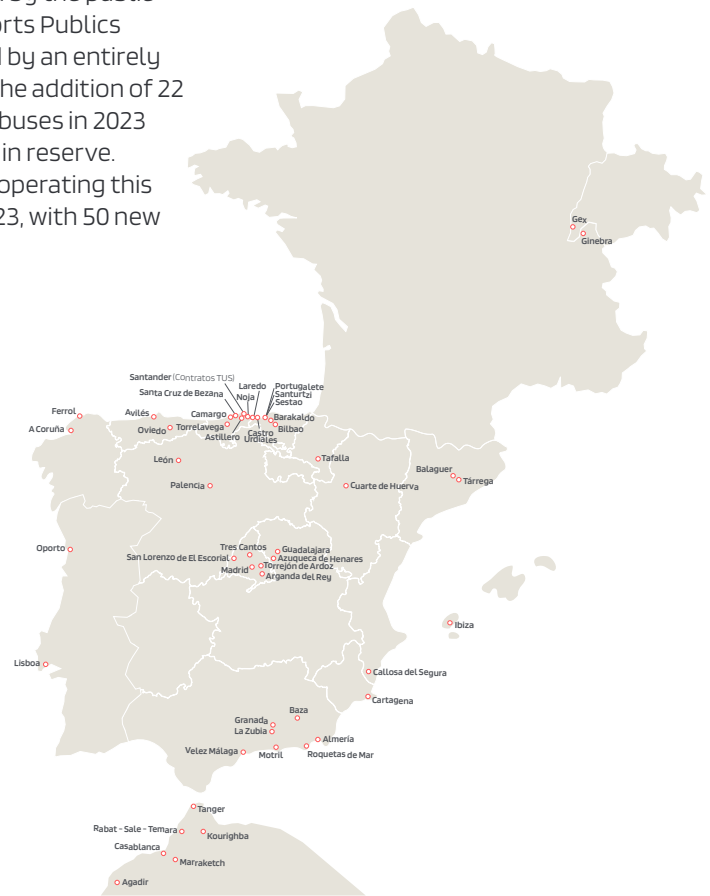 orts Publics
by an entirely
he addition of 22
buses in 2023
in reserve.
operating this
23, with 50 new
Gex
Ginebra
Santander (Contratos TUS)
Laredo
Portugalete
Santa Cruz de Bezana
Noja
Santurtzi
Sestao
Ferrol
Avilés
Camargo
Barakaldo
A Coruña
Oviedo
Torrelavega
Castro
Urdiales
Bilbao
Astillero
León
Tafalla
Balaguer
Palencia
Cuarte de Huerva
Tárrega
Oporto
Tres Cantos
Guadalajara
San Lorenzo de El Escorial
Azuqueca de Henares
Madrid
Torrejón de Ardoz
Arganda del Rey
Ibiza
Lisboa
Callosa del Segura
Cartagena
Baza
Granada
La Zubia
Almería
Velez Málaga
Motril
Roquetas de Mar
Tanger
Rabat - Sale - Temara
Kourighba
Casablanca
Marraketch
Agadir